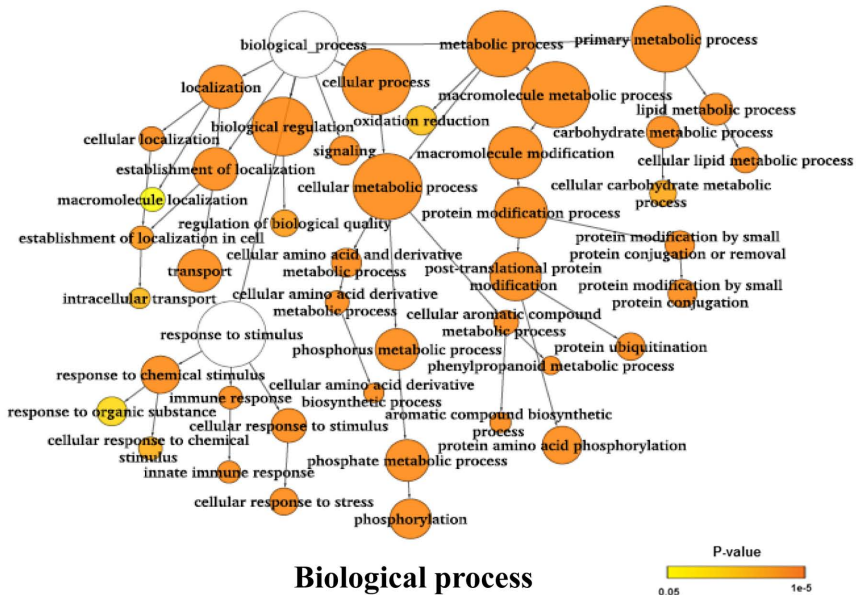 biological_process
metabolic process
primary metabolic process
localization
cellular process
macromolecule metabolic process
lipid metabolic process
oxidation reduction
biological regulation
carbohydrate metabolic process
cellular localization
signaling
macromolecule modification
cellular lipid metabolic process
establishment of localization
cellular metabolic process
cellular carbohydrate metabolic
process
macromolecule localization
protein modification process
regulation of biological quality
establishment of localization in cell
protein modification by small
protein conjugation or removal
cellular amino acid and derivative
metabolic process
transport
post-translational protein
modification
protein modification by small
protein conjugation
intracellular transport
cellular amino acid derivative
metabolic process
cellular aromatic compound
metabolic process
response to stimulus
phosphorus metabolic process
protein ubiquitination
phenylpropanoid metabolic process
response to chemical stimulus
immune response
cellular amino acid derivative
biosynthetic process
response to organic substance
aromatic compound biosynthetic
process
cellular response to stimulus
cellular response to chemical
stimulus
protein amino acid phosphorylation
innate immune response
phosphate metabolic process
cellular response to stress
phosphorylation
P-value
0.05
1e-5
Biological process